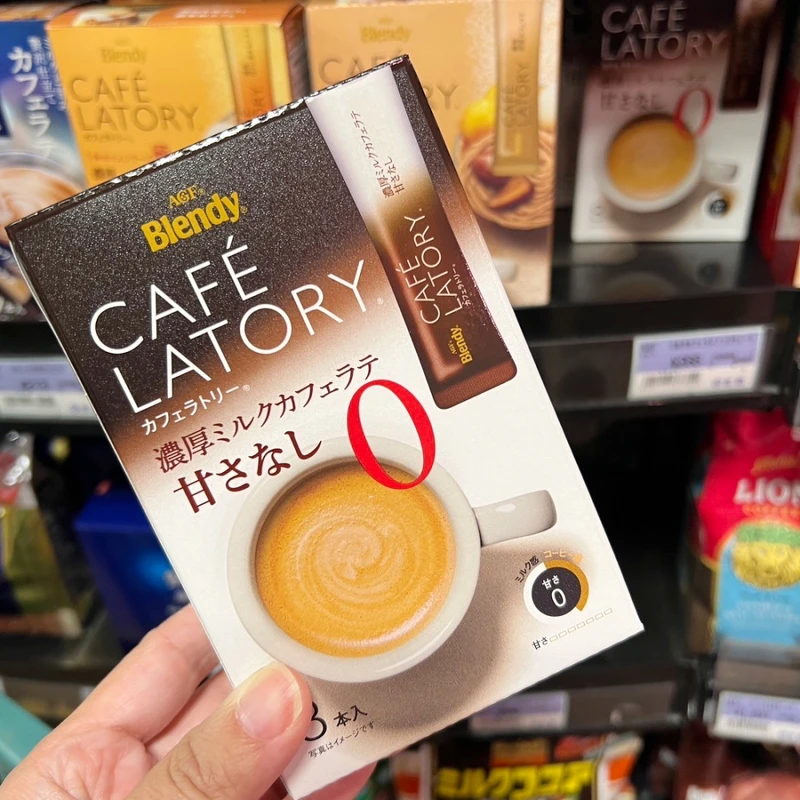 AGF®
Blendy®
CAFÉ
LATORY®
カフェラトリー®
濃厚ミルクカフェラテ
甘さなし 0
濃厚ミルクカフェラテ
甘さなし
CAFÉ
LATORY®
カフェラトリー®
AGF Blendy
ミルク感
コーヒー
甘さ
0
甘さ
本入
写真はイメージです
カフェラテ
Blendy
CAFÉ
LATORY
Blendy
CAFÉ
LATORY
甘さなし 0
LION
ミルクココア